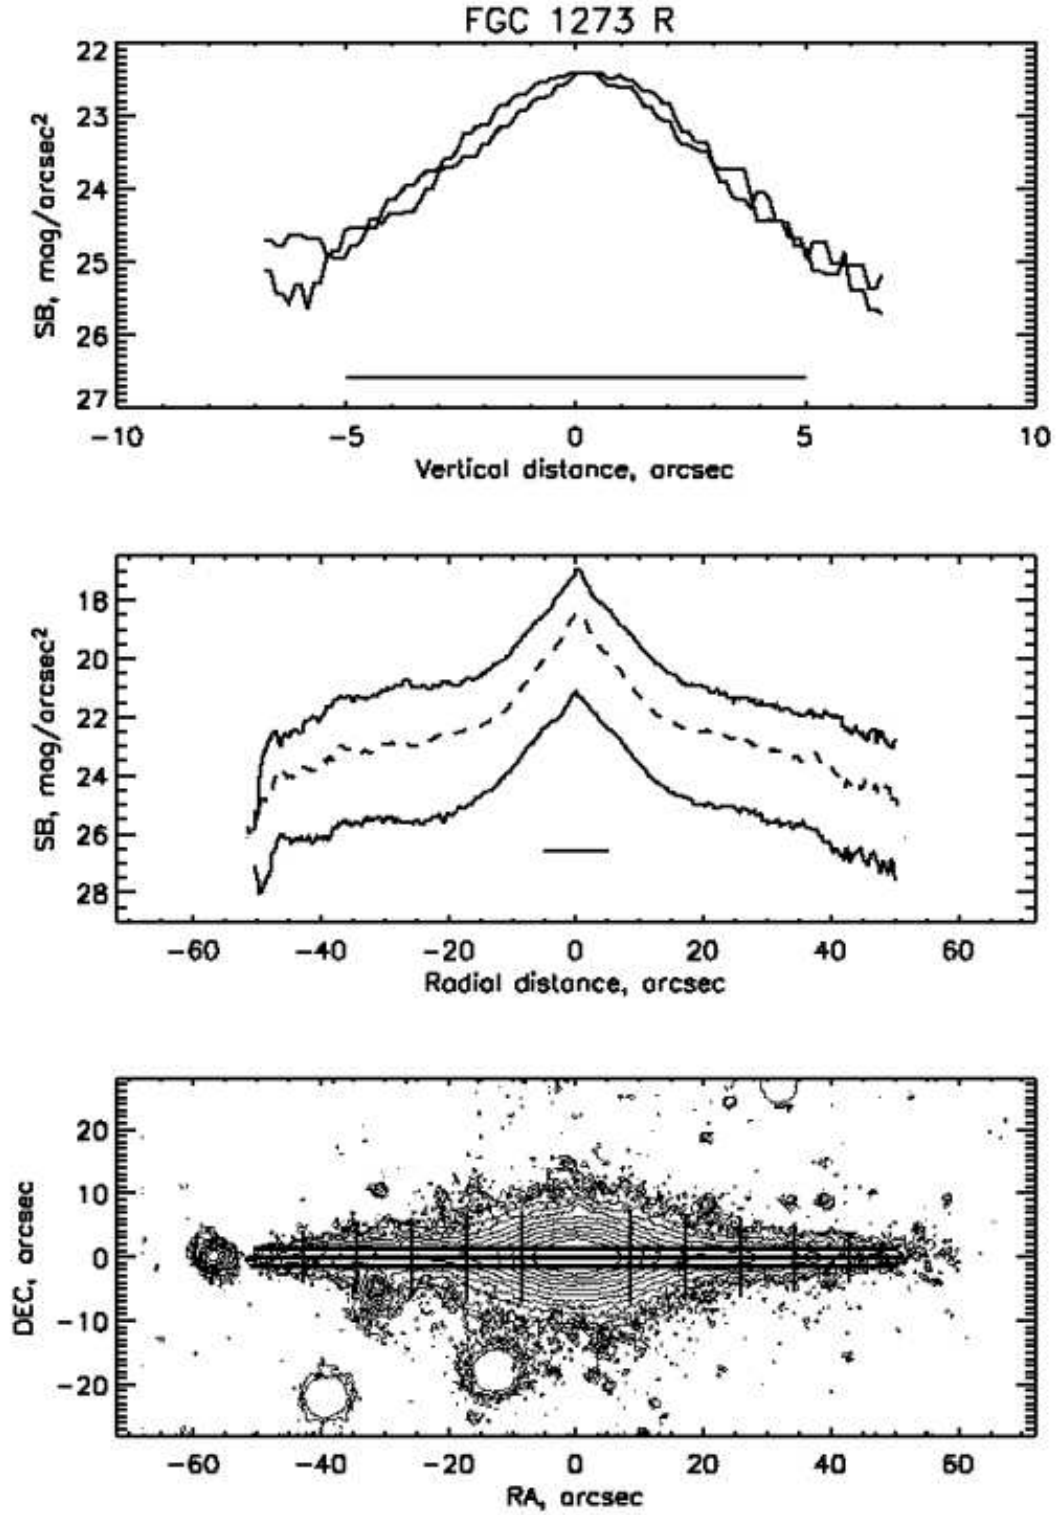 FGC 1273 R
22
23
24
25
26
27
SB, mag/arcsec²
-10 -5 0 5 10
Vertical distance, arcsec
18
20
22
24
26
28
SB, mag/arcsec²
-60 -40 -20 0 20 40 60
Radial distance, arcsec
20
10
0
-10
-20
DEC, arcsec
-60 -40 -20 0 20 40 60
RA, arcsec